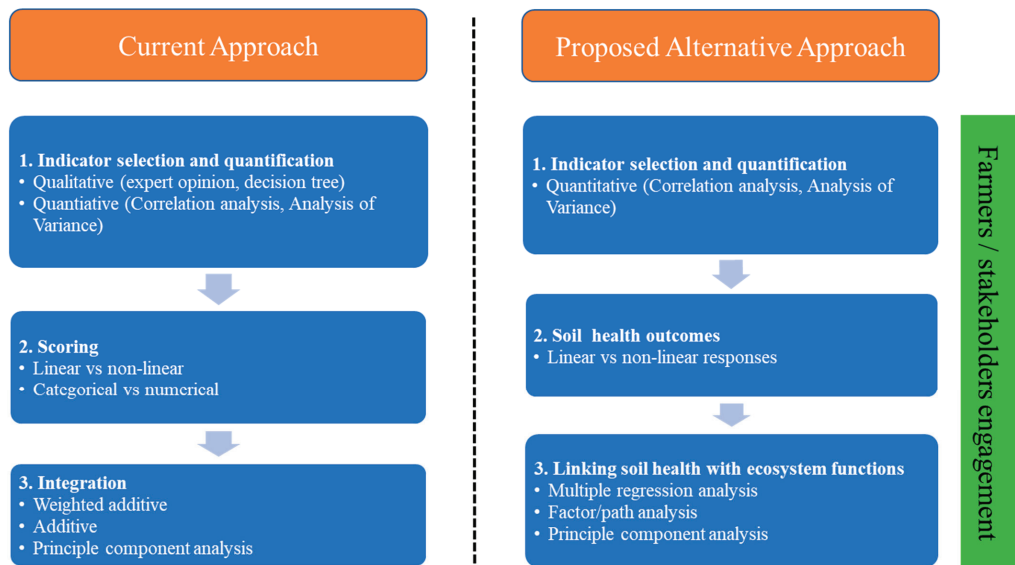 Current Approach
1. Indicator selection and quantification
• Qualitative (expert opinion, decision tree)
• Quantiative (Correlation analysis, Analysis of
Variance)
2. Scoring
• Linear vs non-linear
• Categorical vs numerical
3. Integration
• Weighted additive
• Additive
• Principle component analysis
Proposed Alternative Approach
1. Indicator selection and quantification
• Quantitative (Correlation analysis, Analysis of
Variance)
2. Soil health outcomes
• Linear vs non-linear responses
3. Linking soil health with ecosystem functions
• Multiple regression analysis
• Factor/path analysis
• Principle component analysis
Farmers / stakeholders engagement